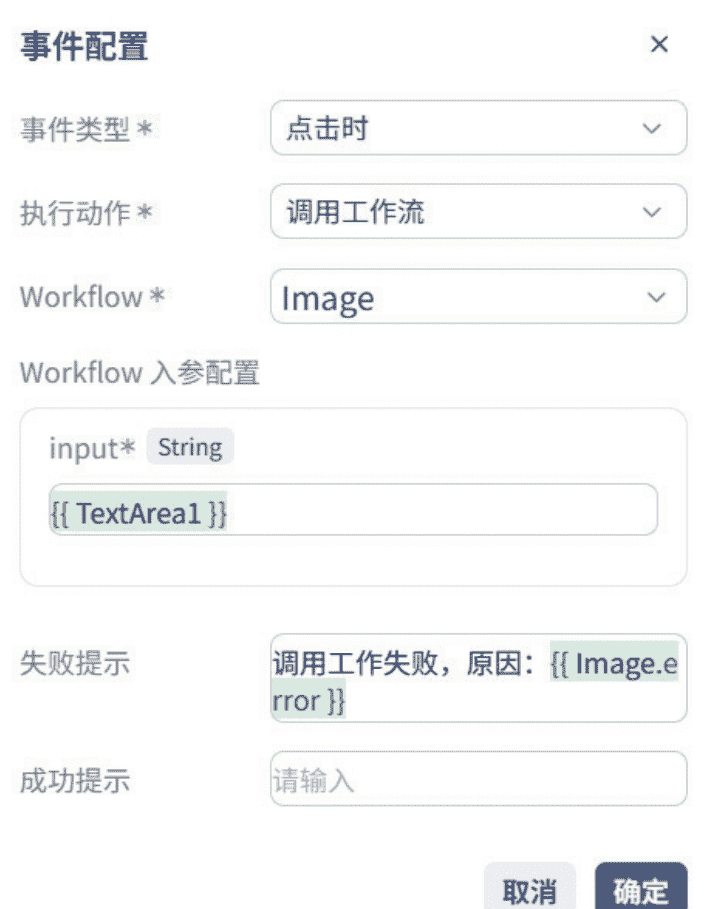 事件配置 ×
事件类型 * 点击时
执行动作 * 调用工作流
Workflow * Image
Workflow 入参配置
input* String
{{ TextArea1 }}
失败提示 调用工作失败，原因：{{ Image.e
rror }}
成功提示 请输入
取消 确定